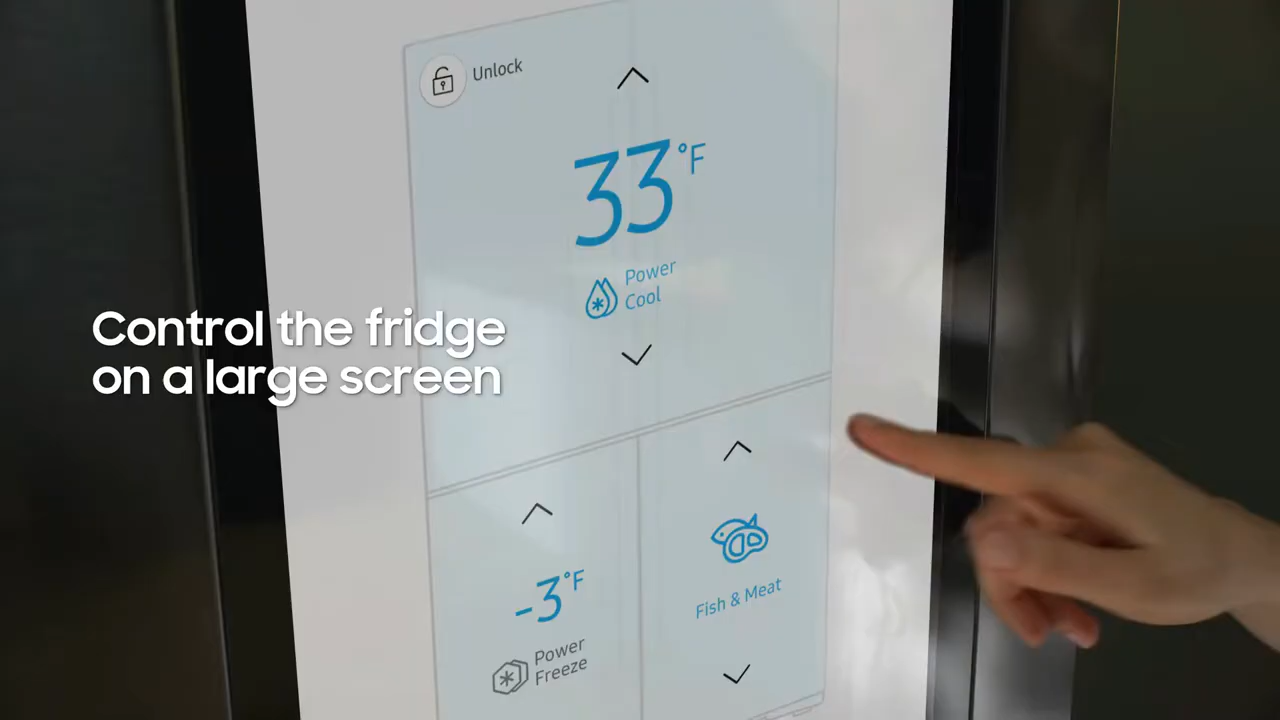 Unlock
33°F
Power
Cool
Control the fridge
on a large screen
-3°F
Power
Freeze
Fish & Meat